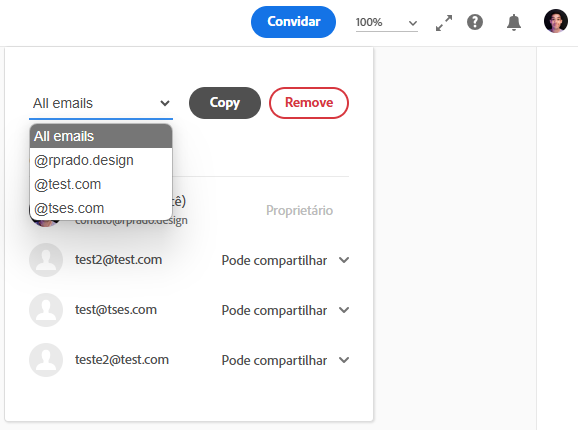 Convidar 100%
All emails Copy Remove
All emails
@rprado.design
@test.com
@tses.com
cê)
Proprietário
contato@rprado.design
test2@test.com Pode compartilhar
test@tses.com Pode compartilhar
teste2@test.com Pode compartilhar